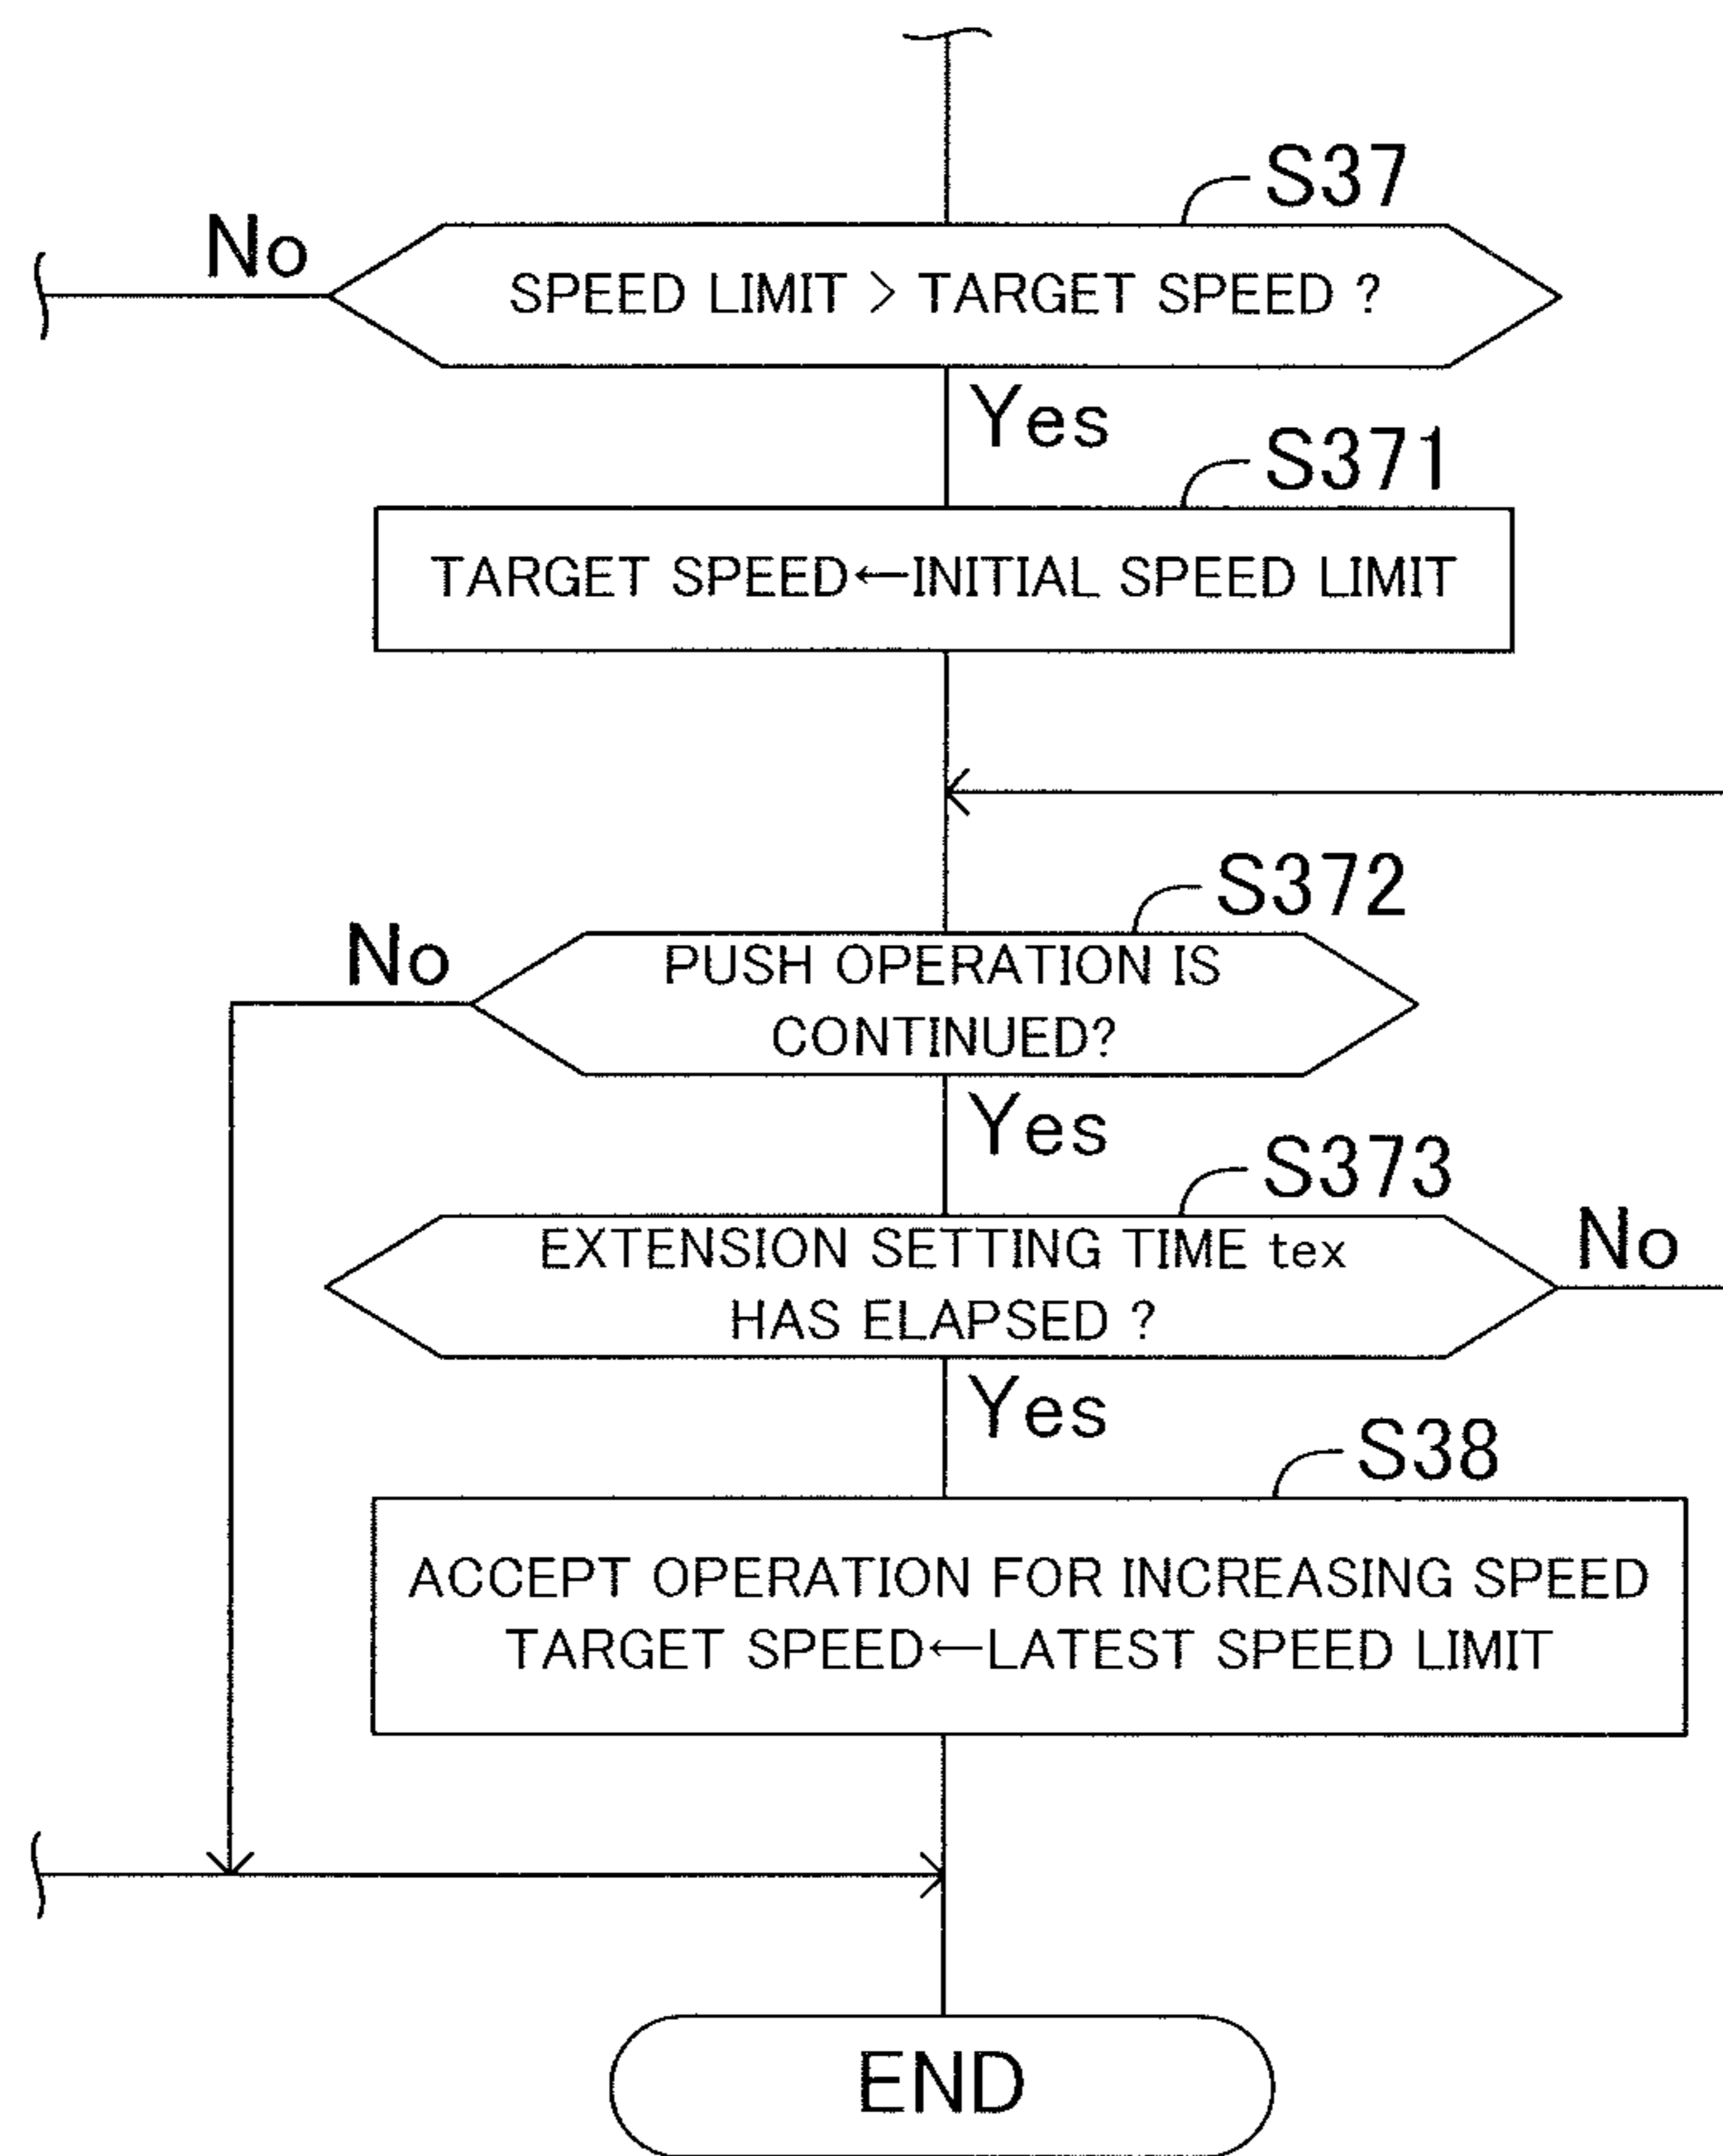 S37
No
SPEED LIMIT > TARGET SPEED ?
Yes
S371
TARGET SPEED←INITIAL SPEED LIMIT
S372
No
PUSH OPERATION IS
CONTINUED?
Yes
S373
EXTENSION SETTING TIME tex
HAS ELAPSED ?
No
Yes
S38
ACCEPT OPERATION FOR INCREASING SPEED
TARGET SPEED←LATEST SPEED LIMIT
END